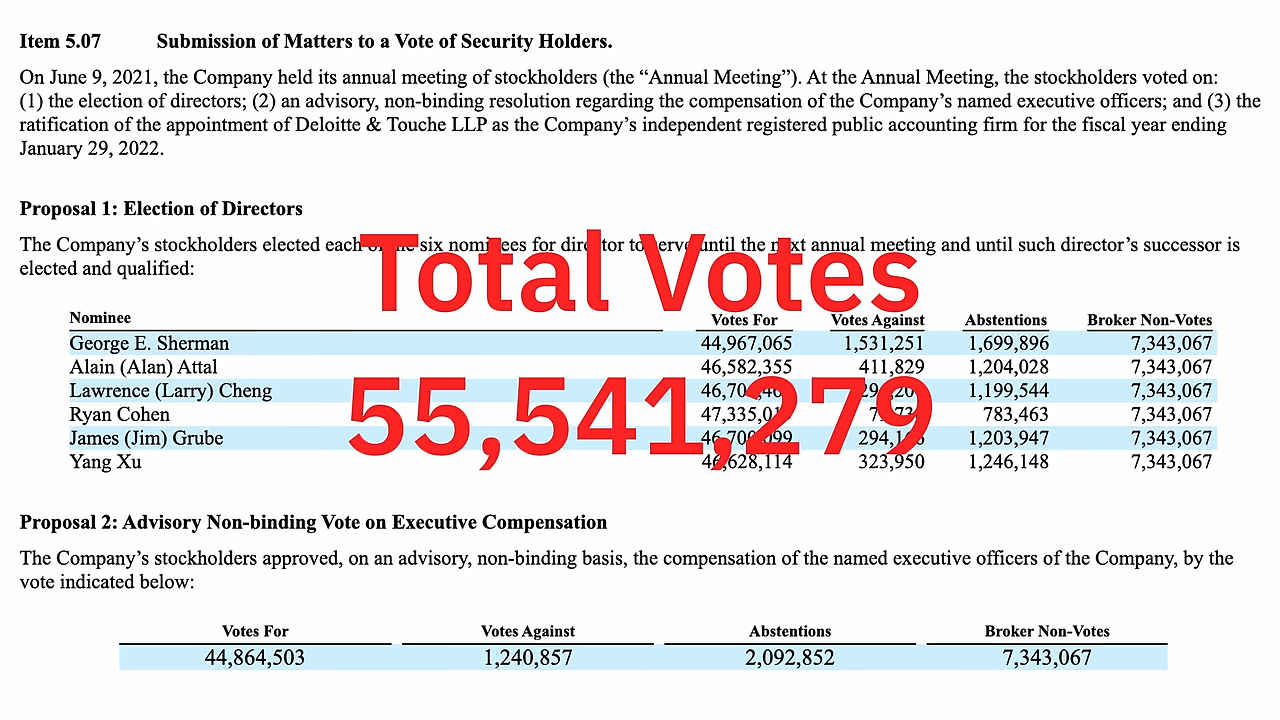 Item 5.07 Submission of Matters to a Vote of Security Holders.
On June 9, 2021, the Company held its annual meeting of stockholders (the “Annual Meeting”). At the Annual Meeting, the stockholders voted on:
(1) the election of directors; (2) an advisory, non-binding resolution regarding the compensation of the Company’s named executive officers; and (3) the
ratification of the appointment of Deloitte & Touche LLP as the Company’s independent registered public accounting firm for the fiscal year ending
January 29, 2022.
Proposal 1: Election of Directors
The Company’s stockholders elected each of the six nominees for director to serve until the next annual meeting and until such director’s successor is
elected and qualified:
Total Votes
Nominee Votes For Votes Against Abstentions Broker Non-Votes
George E. Sherman 44,967,065 1,531,251 1,699,896 7,343,067
Alain (Alan) Attal 46,582,355 411,829 1,204,028 7,343,067
Lawrence (Larry) Cheng 1,199,544 7,343,067
55,541,279
Ryan Cohen 783,463 7,343,067
James (Jim) Grube 1,203,947 7,343,067
Yang Xu 46,628,114 323,950 1,246,148 7,343,067
Proposal 2: Advisory Non-binding Vote on Executive Compensation
The Company’s stockholders approved, on an advisory, non-binding basis, the compensation of the named executive officers of the Company, by the
vote indicated below:
Votes For Votes Against Abstentions Broker Non-Votes
44,864,503 1,240,857 2,092,852 7,343,067